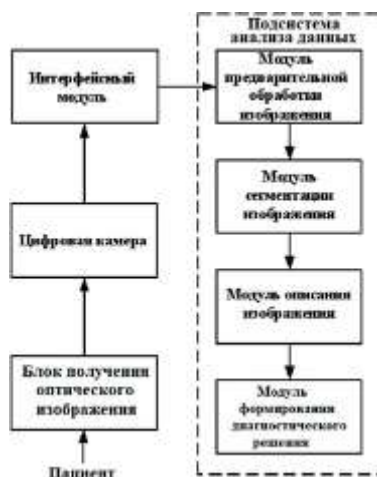 Подсистема
анализа данных
Модуль
предварительной
обработки
изображения
Интерфейсный
модуль
Модуль
сегментации
изображения
Цифровая камера
Модуль описания
изображения
Блок получения
оптического
изображения
Модуль
формирования
диагностического
решения
Пациент